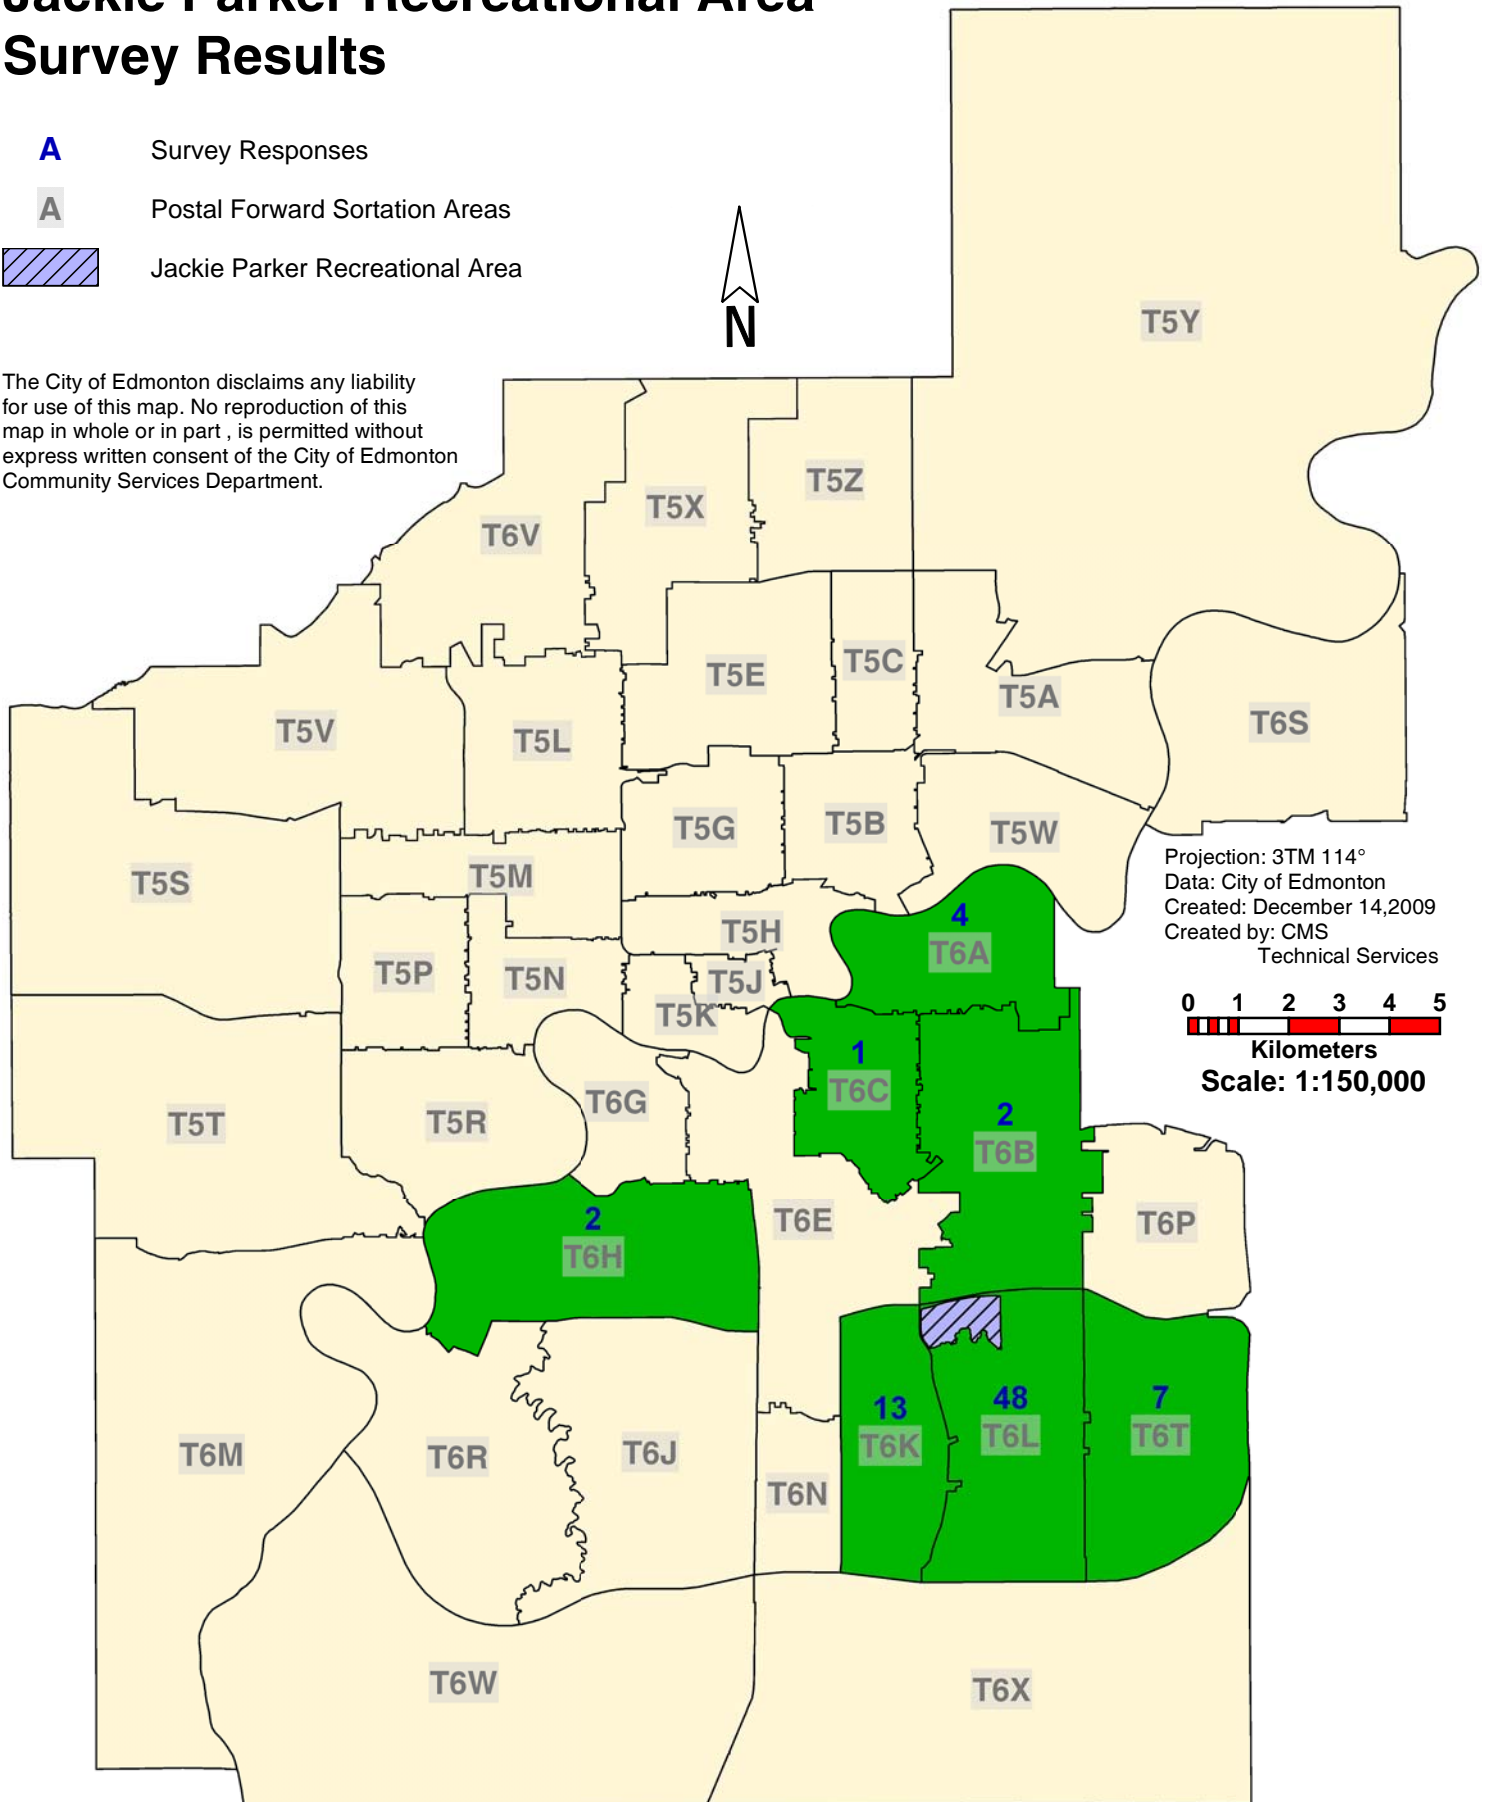 Jackie Parker Recreational Area
Survey Results
A Survey Responses
A Postal Forward Sortation Areas
Jackie Parker Recreational Area
N
The City of Edmonton disclaims any liability
for use of this map. No reproduction of this
map in whole or in part , is permitted without
express written consent of the City of Edmonton
Community Services Department.
T5Y
T5Z
T5X
T6V
T5E
T5C
T5A
T6S
T5V
T5L
T5G
T5B
T5W
T5S
T5M
Projection: 3TM 114°
Data: City of Edmonton
Created: December 14,2009
Created by: CMS
Technical Services
0 1 2 3 4 5
Kilometers
Scale: 1:150,000
4
T6A
T5H
T5P
T5N
T5J
T5K
1
T6C
T6G
T5T
T5R
2
T6B
2
T6H
T6E
T6P
13
T6K
48
T6L
7
T6T
T6M
T6R
T6J
T6N
T6W
T6X